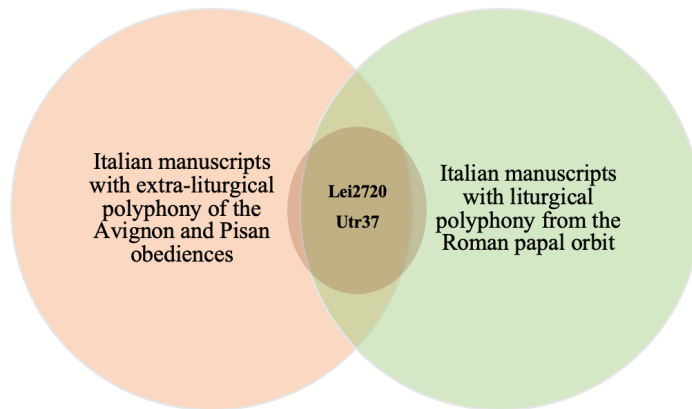 Italian manuscripts
with extra-liturgical
polyphony of the
Avignon and Pisan
obediences
Lei2720
Utr37
Italian manuscripts
with liturgical
polyphony from the
Roman papal orbit